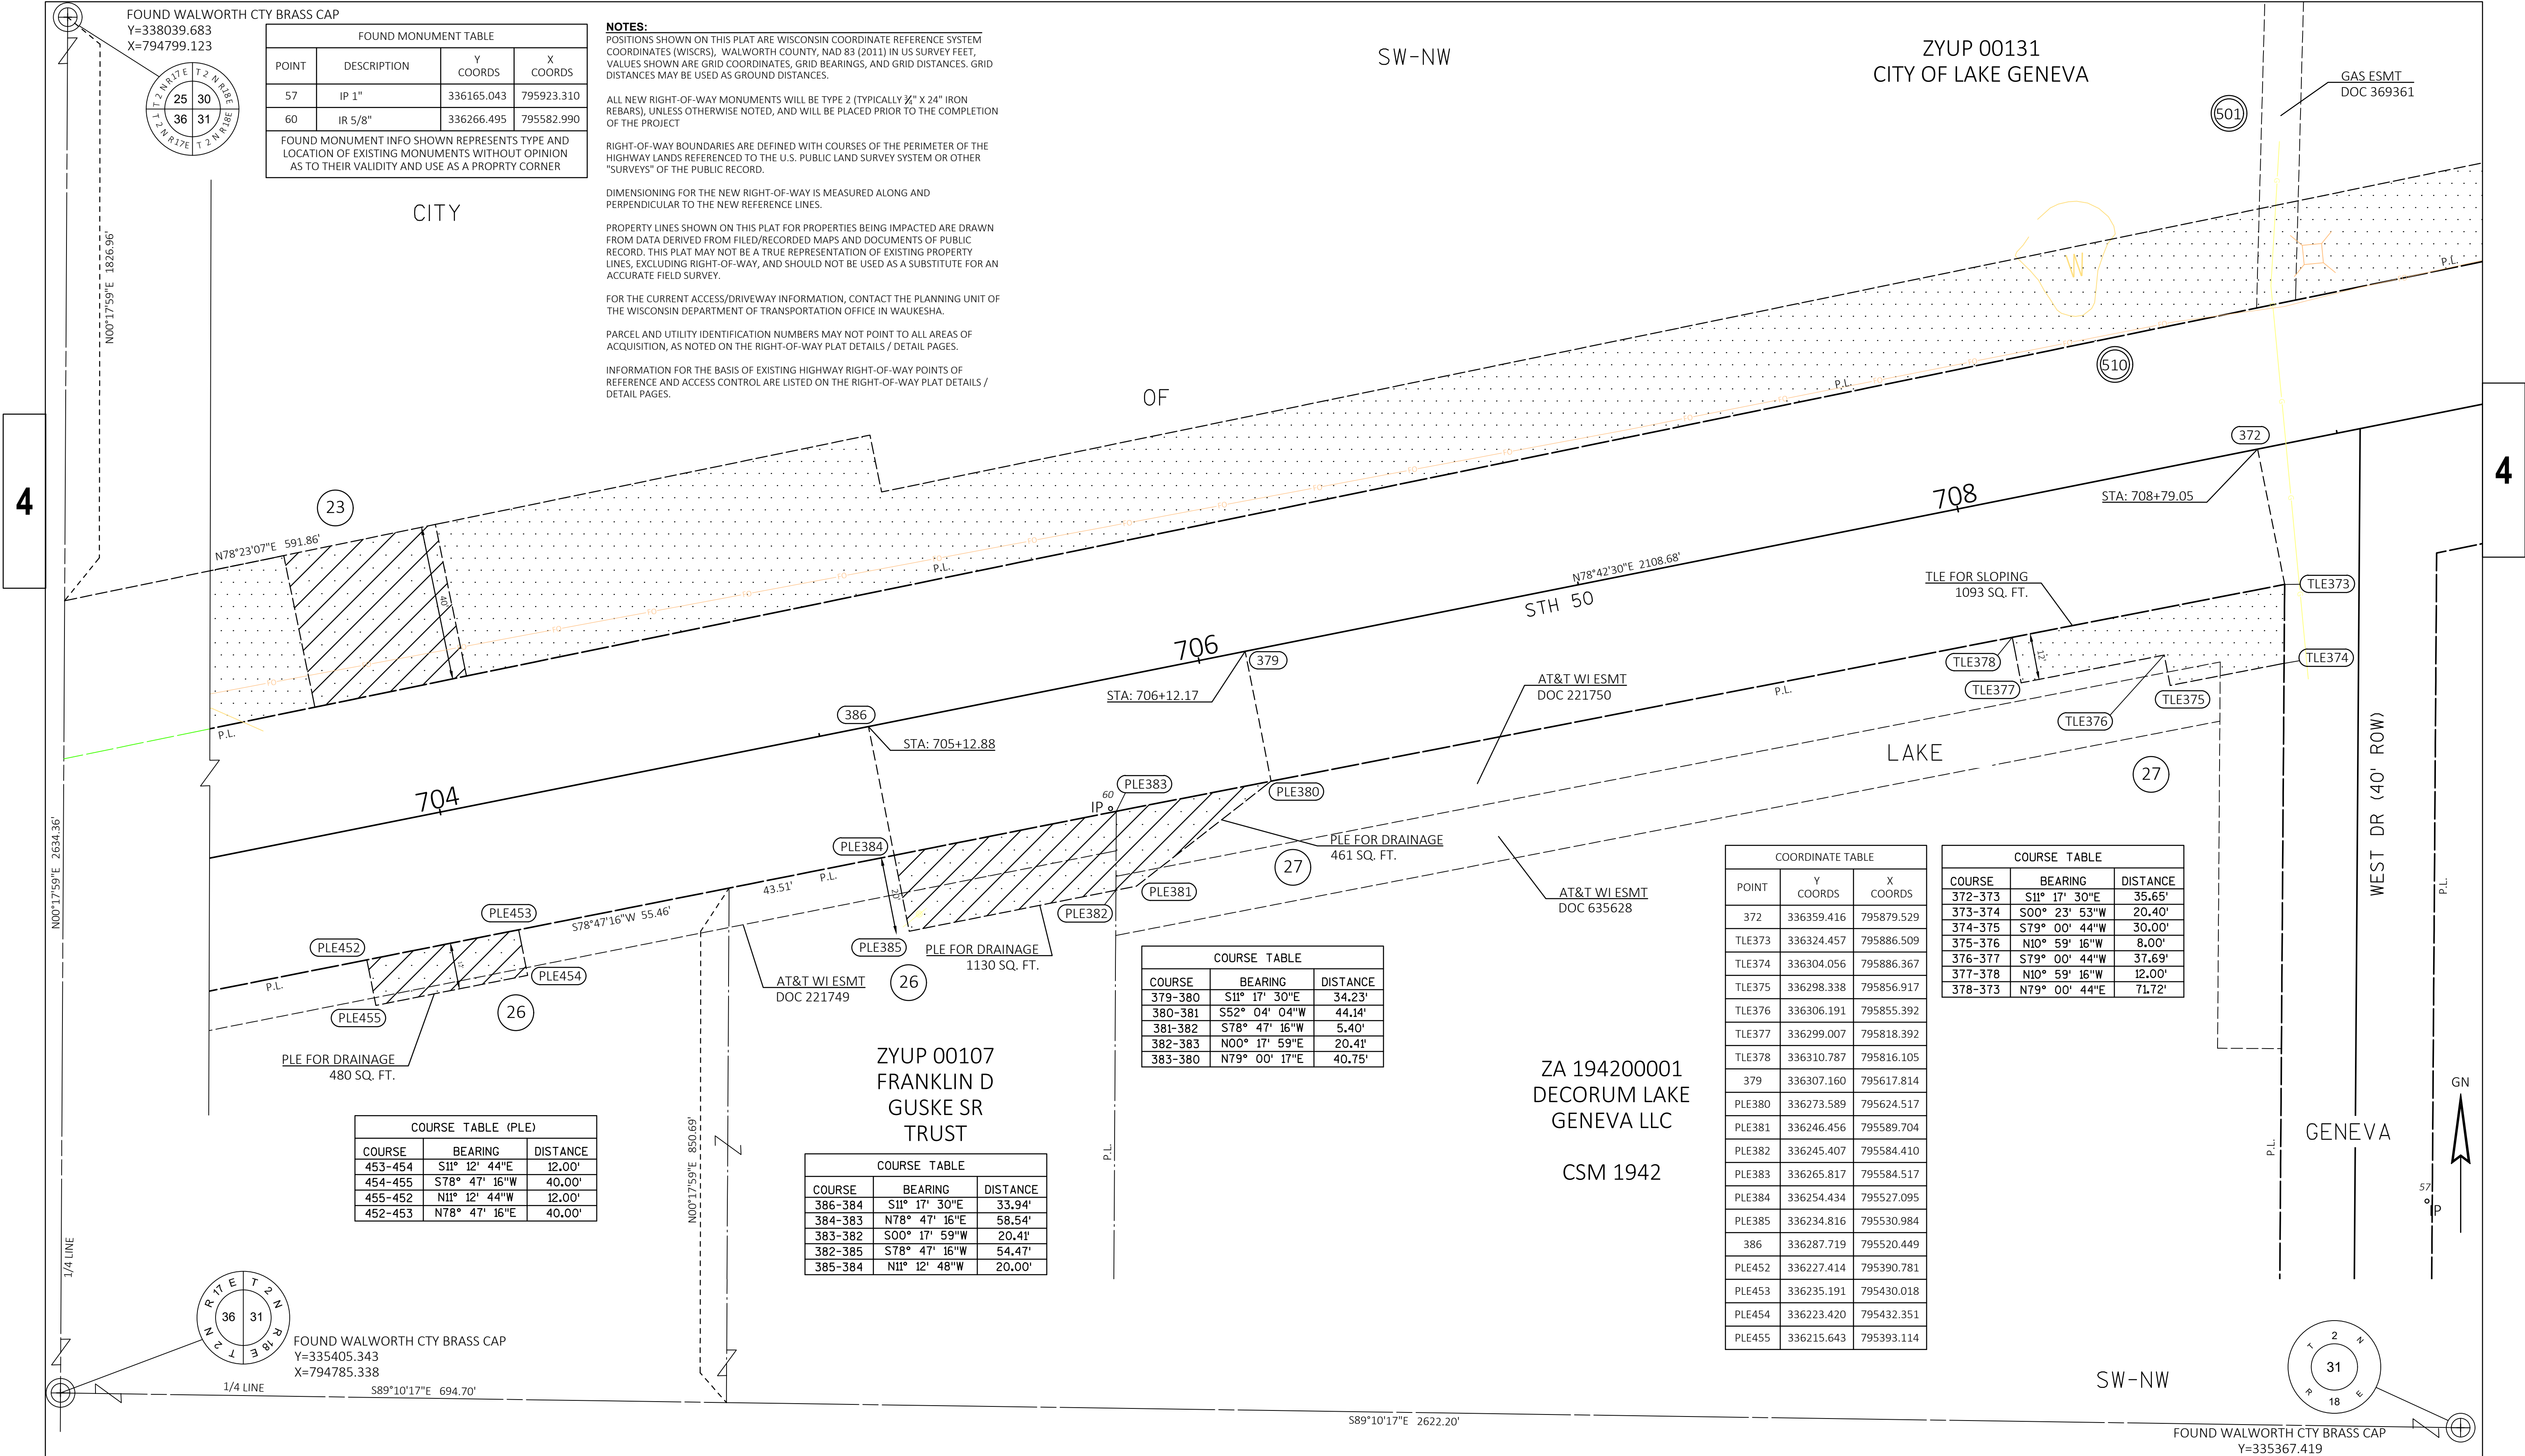 FOUND WALWORTH CTY BRASS CAP
Y=338039.683
X=794799.123
T 2 N R17E T 2 N R18E
25 30
36 31
T 2 N R17E T 2 N R18E
FOUND MONUMENT TABLE
POINT DESCRIPTION Y COORDS X COORDS
57 IP 1" 336165.043 795923.310
60 IR 5/8" 336266.495 795582.990
FOUND MONUMENT INFO SHOWN REPRESENTS TYPE AND
LOCATION OF EXISTING MONUMENTS WITHOUT OPINION
AS TO THEIR VALIDITY AND USE AS A PROPRTY CORNER
NOTES:
POSITIONS SHOWN ON THIS PLAT ARE WISCONSIN COORDINATE REFERENCE SYSTEM
COORDINATES (WISCRS), WALWORTH COUNTY, NAD 83 (2011) IN US SURVEY FEET,
VALUES SHOWN ARE GRID COORDINATES, GRID BEARINGS, AND GRID DISTANCES. GRID
DISTANCES MAY BE USED AS GROUND DISTANCES.
ALL NEW RIGHT-OF-WAY MONUMENTS WILL BE TYPE 2 (TYPICALLY ¾" X 24" IRON
REBARS), UNLESS OTHERWISE NOTED, AND WILL BE PLACED PRIOR TO THE COMPLETION
OF THE PROJECT
RIGHT-OF-WAY BOUNDARIES ARE DEFINED WITH COURSES OF THE PERIMETER OF THE
HIGHWAY LANDS REFERENCED TO THE U.S. PUBLIC LAND SURVEY SYSTEM OR OTHER
"SURVEYS" OF THE PUBLIC RECORD.
DIMENSIONING FOR THE NEW RIGHT-OF-WAY IS MEASURED ALONG AND
PERPENDICULAR TO THE NEW REFERENCE LINES.
PROPERTY LINES SHOWN ON THIS PLAT FOR PROPERTIES BEING IMPACTED ARE DRAWN
FROM DATA DERIVED FROM FILED/RECORDED MAPS AND DOCUMENTS OF PUBLIC
RECORD. THIS PLAT MAY NOT BE A TRUE REPRESENTATION OF EXISTING PROPERTY
LINES, EXCLUDING RIGHT-OF-WAY, AND SHOULD NOT BE USED AS A SUBSTITUTE FOR AN
ACCURATE FIELD SURVEY.
FOR THE CURRENT ACCESS/DRIVEWAY INFORMATION, CONTACT THE PLANNING UNIT OF
THE WISCONSIN DEPARTMENT OF TRANSPORTATION OFFICE IN WAUKESHA.
PARCEL AND UTILITY IDENTIFICATION NUMBERS MAY NOT POINT TO ALL AREAS OF
ACQUISITION, AS NOTED ON THE RIGHT-OF-WAY PLAT DETAILS / DETAIL PAGES.
INFORMATION FOR THE BASIS OF EXISTING HIGHWAY RIGHT-OF-WAY POINTS OF
REFERENCE AND ACCESS CONTROL ARE LISTED ON THE RIGHT-OF-WAY PLAT DETAILS /
DETAIL PAGES.
SW-NW
ZYUP 00131
CITY OF LAKE GENEVA
GAS ESMT
DOC 369361
501
CITY
N00°17'59"E 1826.96'
W
P.L.
510
P.L.
OF
372
4
4
23
708
STA: 708+79.05
N78°23'07"E 591.86'
40'
P.L.
N78°42'30"E 2108.68'
STH 50
TLE FOR SLOPING
1093 SQ. FT.
TLE373
706
379
TLE378
12'
TLE374
STA: 706+12.17
AT&T WI ESMT
DOC 221750
P.L.
TLE377
TLE375
TLE376
386
P.L.
STA: 705+12.88
LAKE
WEST DR (40' ROW)
27
704
60
IP
PLE383
PLE380
N00°17'59"E 2634.36'
PLE384
PLE FOR DRAINAGE
461 SQ. FT.
27
43.51'
P.L.
20'
PLE381
P.L.
PLE453
S78°47'16"W 55.46'
PLE382
AT&T WI ESMT
DOC 635628
PLE452
PLE385
PLE FOR DRAINAGE
1130 SQ. FT.
12'
PLE454
P.L.
AT&T WI ESMT
DOC 221749
26
PLE455
26
PLE FOR DRAINAGE
480 SQ. FT.
COORDINATE TABLE
POINT Y COORDS X COORDS
372 336359.416 795879.529
TLE373 336324.457 795886.509
TLE374 336304.056 795886.367
TLE375 336298.338 795856.917
TLE376 336306.191 795855.392
TLE377 336299.007 795818.392
TLE378 336310.787 795816.105
379 336307.160 795617.814
PLE380 336273.589 795624.517
PLE381 336246.456 795589.704
PLE382 336245.407 795584.410
PLE383 336265.817 795584.517
PLE384 336254.434 795527.095
PLE385 336234.816 795530.984
386 336287.719 795520.449
PLE452 336227.414 795390.781
PLE453 336235.191 795430.018
PLE454 336223.420 795432.351
PLE455 336215.643 795393.114
COURSE TABLE
COURSE BEARING DISTANCE
372-373 S11° 17' 30"E 35.65'
373-374 S00° 23' 53"W 20.40'
374-375 S79° 00' 44"W 30.00'
375-376 N10° 59' 16"W 8.00'
376-377 S79° 00' 44"W 37.69'
377-378 N10° 59' 16"W 12.00'
378-373 N79° 00' 44"E 71.72'
COURSE TABLE
COURSE BEARING DISTANCE
379-380 S11° 17' 30"E 34.23'
380-381 S52° 04' 04"W 44.14'
381-382 S78° 47' 16"W 5.40'
382-383 N00° 17' 59"W 20.41'
383-380 N79° 00' 17"E 40.75'
ZYUP 00107
FRANKLIN D
GUSKE SR
TRUST
ZA 194200001
DECORUM LAKE
GENEVA LLC
CSM 1942
GN
GENEVA
COURSE TABLE (PLE)
COURSE BEARING DISTANCE
453-454 S11° 12' 44"E 12.00'
454-455 S78° 47' 16"W 40.00'
455-452 N11° 12' 44"W 12.00'
452-453 N78° 47' 16"E 40.00'
N00°17'59"E 850.69'
P.L.
P.L.
COURSE TABLE
COURSE BEARING DISTANCE
386-384 S11° 17' 30"E 33.94'
384-383 N78° 47' 16"E 58.54'
383-382 S00° 17' 59"W 20.41'
382-385 S78° 47' 16"W 54.47'
385-384 N11° 12' 48"W 20.00'
57
IP
1/4 LINE
R 17 E T 2 N
36 31
T 2 N R 18 E
FOUND WALWORTH CTY BRASS CAP
Y=335405.343
X=794785.338
1/4 LINE
S89°10'17"E 694.70'
S89°10'17"E 2622.20'
SW-NW
T 2 N
31
R 18 E
FOUND WALWORTH CTY BRASS CAP
Y=335367.419